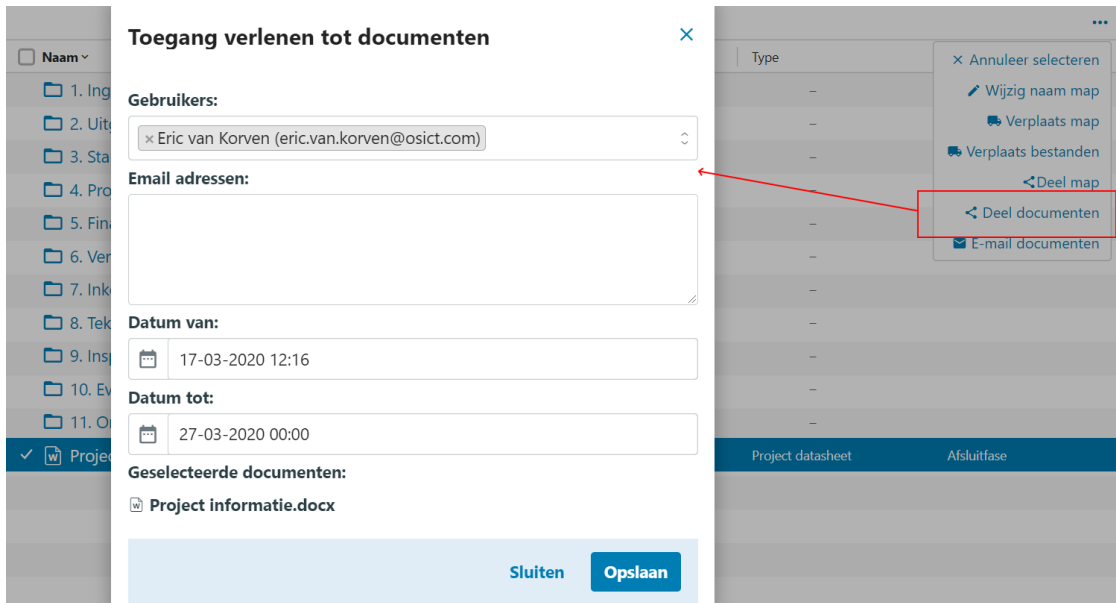 Toegang verlenen tot documenten
Gebruikers:
× Eric van Korven (eric.van.korven@osict.com)
Email adressen:
Datum van:
17-03-2020 12:16
Datum tot:
27-03-2020 00:00
Geselecteerde documenten:
Project informatie.docx
Sluiten
Opslaan
Naam
Type
1. Ing
–
2. Uitg
–
3. Sta
–
4. Pro
–
5. Fina
–
6. Ver
–
7. Ink
–
8. Tek
–
9. Ins
–
10. Ev
–
11. O
–
Projec
Project datasheet
Afsluitfase
Annuleer selecteren
Wijzig naam map
Verplaats map
Verplaats bestanden
Deel map
Deel documenten
E-mail documenten